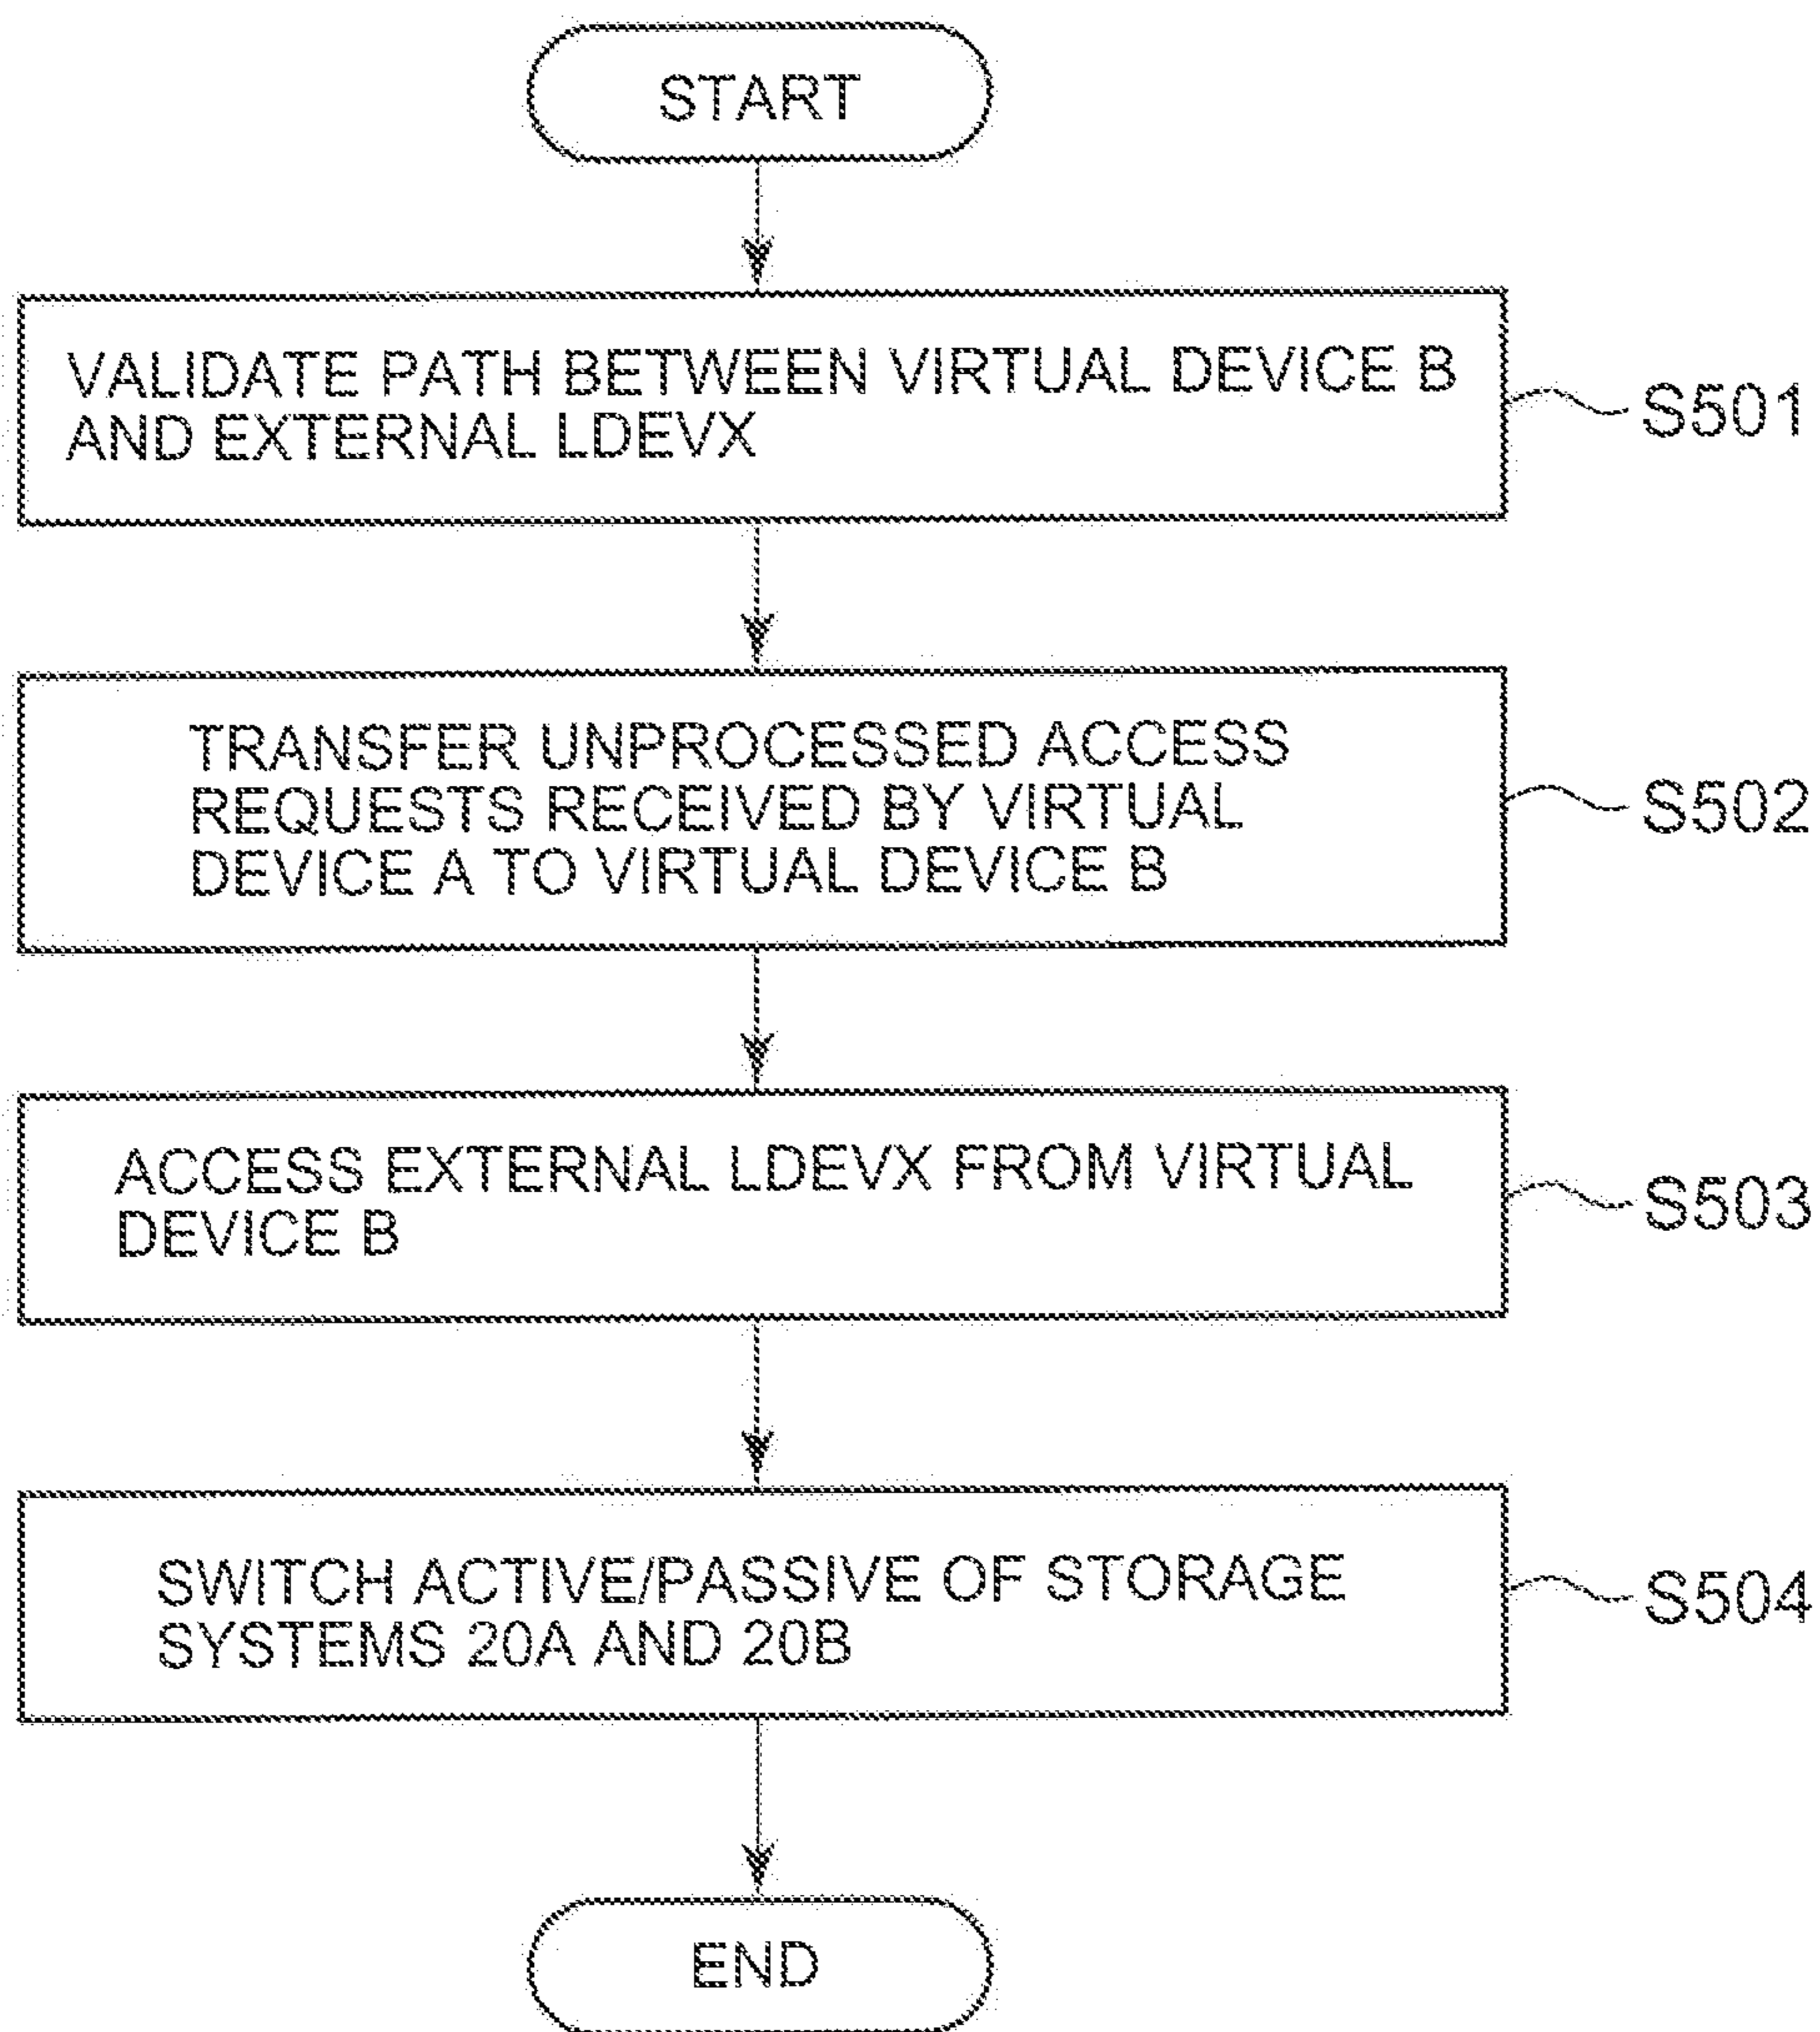 START
VALIDATE PATH BETWEEN VIRTUAL DEVICE B
AND EXTERNAL LDEVX
S501
TRANSFER UNPROCESSED ACCESS
REQUESTS RECEIVED BY VIRTUAL
DEVICE A TO VIRTUAL DEVICE B
S502
ACCESS EXTERNAL LDEVX FROM VIRTUAL
DEVICE B
S503
SWITCH ACTIVE/PASSIVE OF STORAGE
SYSTEMS 20A AND 20B
S504
END